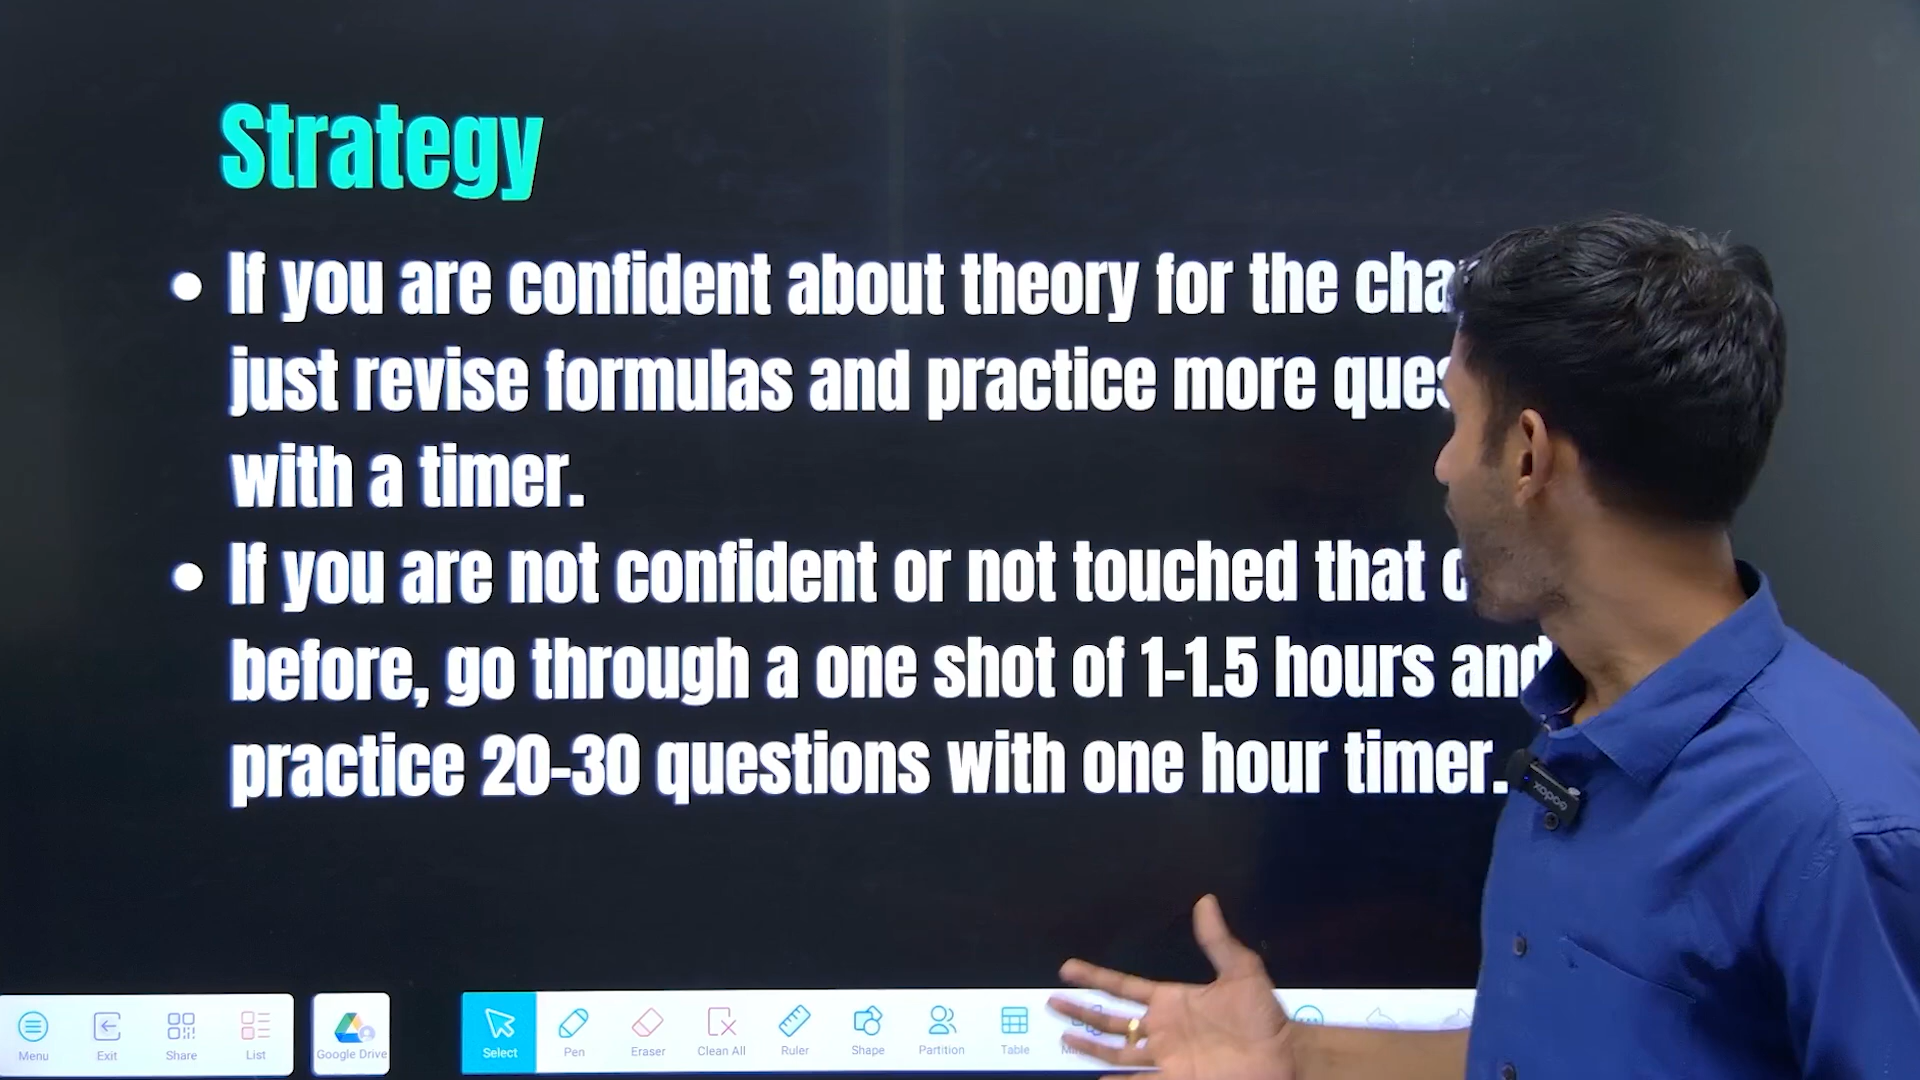 Strategy
If you are confident about theory for the
just revise formulas and practice more
with a timer.
If you are not confident or not touched that
before, go through a one shot of 1-1.5 hours and
practice 20-30 questions with one hour timer.
Menu Exit Share List Google Drive Select Pen Eraser Clean All Ruler Shape Partition Table
Godox